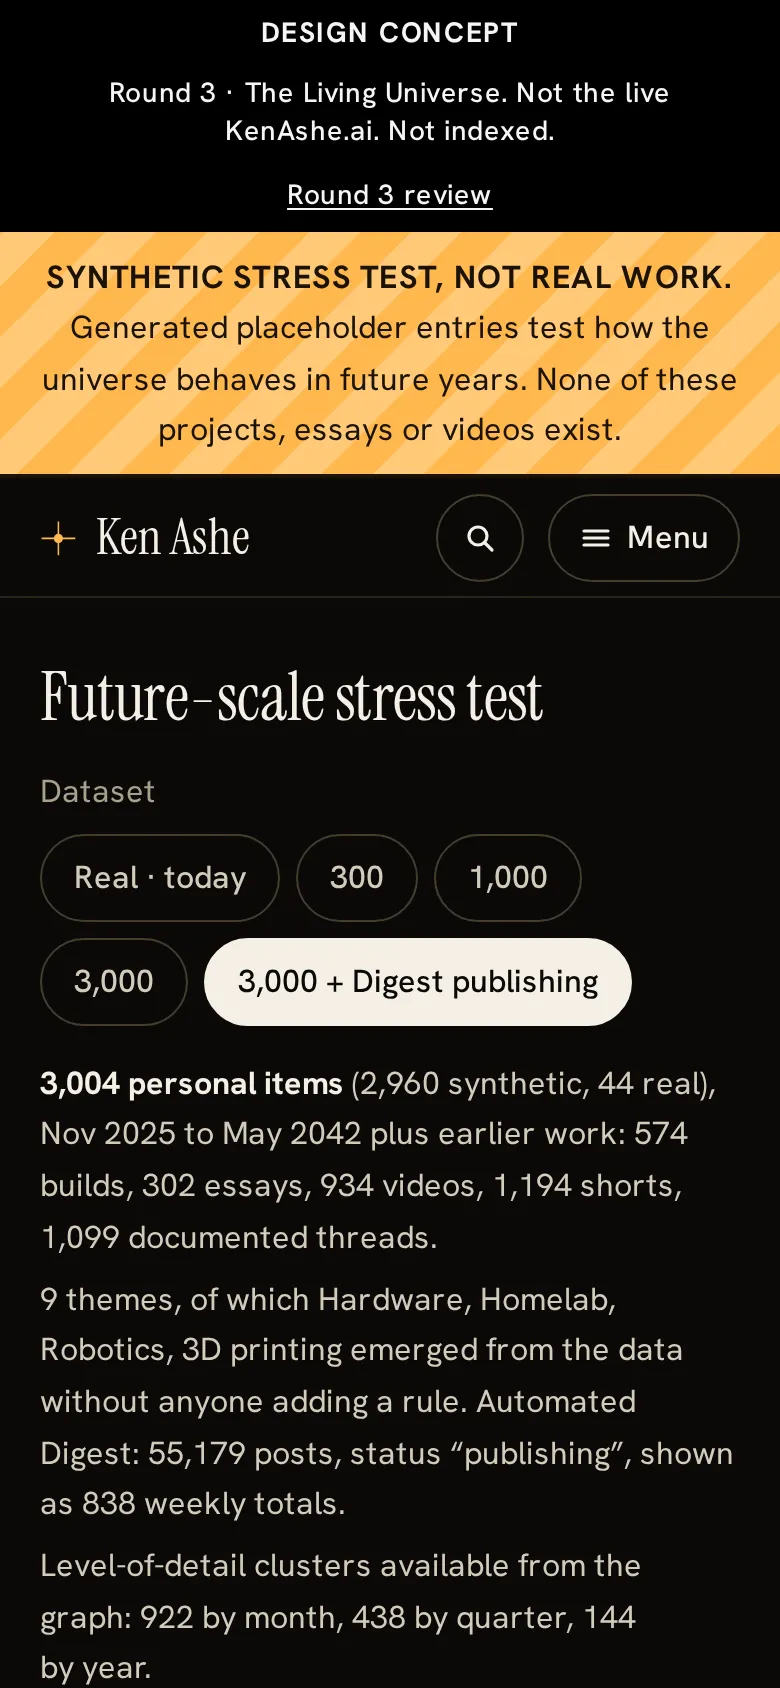 DESIGN CONCEPT
Round 3 · The Living Universe. Not the live
KenAshe.ai. Not indexed.
Round 3 review
SYNTHETIC STRESS TEST, NOT REAL WORK.
Generated placeholder entries test how the
universe behaves in future years. None of these
projects, essays or videos exist.
Ken Ashe
Menu
Future-scale stress test
Dataset
Real · today
300
1,000
3,000
3,000 + Digest publishing
3,004 personal items (2,960 synthetic, 44 real),
Nov 2025 to May 2042 plus earlier work: 574
builds, 302 essays, 934 videos, 1,194 shorts,
1,099 documented threads.
9 themes, of which Hardware, Homelab,
Robotics, 3D printing emerged from the data
without anyone adding a rule. Automated
Digest: 55,179 posts, status “publishing”, shown
as 838 weekly totals.
Level-of-detail clusters available from the
graph: 922 by month, 438 by quarter, 144
by year.